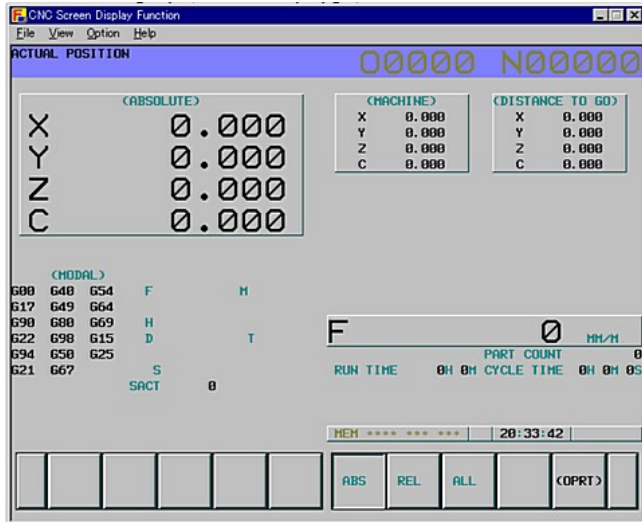 CNC Screen Display Function
File View Option Help
ACTUAL POSITION O0000 N00000
(ABSOLUTE) (MACHINE) (DISTANCE TO GO)
X 0.000 X 0.000 X 0.000
Y 0.000 Y 0.000 Y 0.000
Z 0.000 Z 0.000 Z 0.000
C 0.000 C 0.000 C 0.000
(MODAL)
G00 G40 G54 F M
G17 G49 G64
G90 G80 G69 H
G22 G98 G15 D T
G94 G50 G25
G21 G67 S
SACT 0
F 0 MM/M
PART COUNT 0
RUN TIME 0H 0M CYCLE TIME 0H 0M 0S
MEM **** *** *** 20:33:42
ABS REL ALL (OPRT)